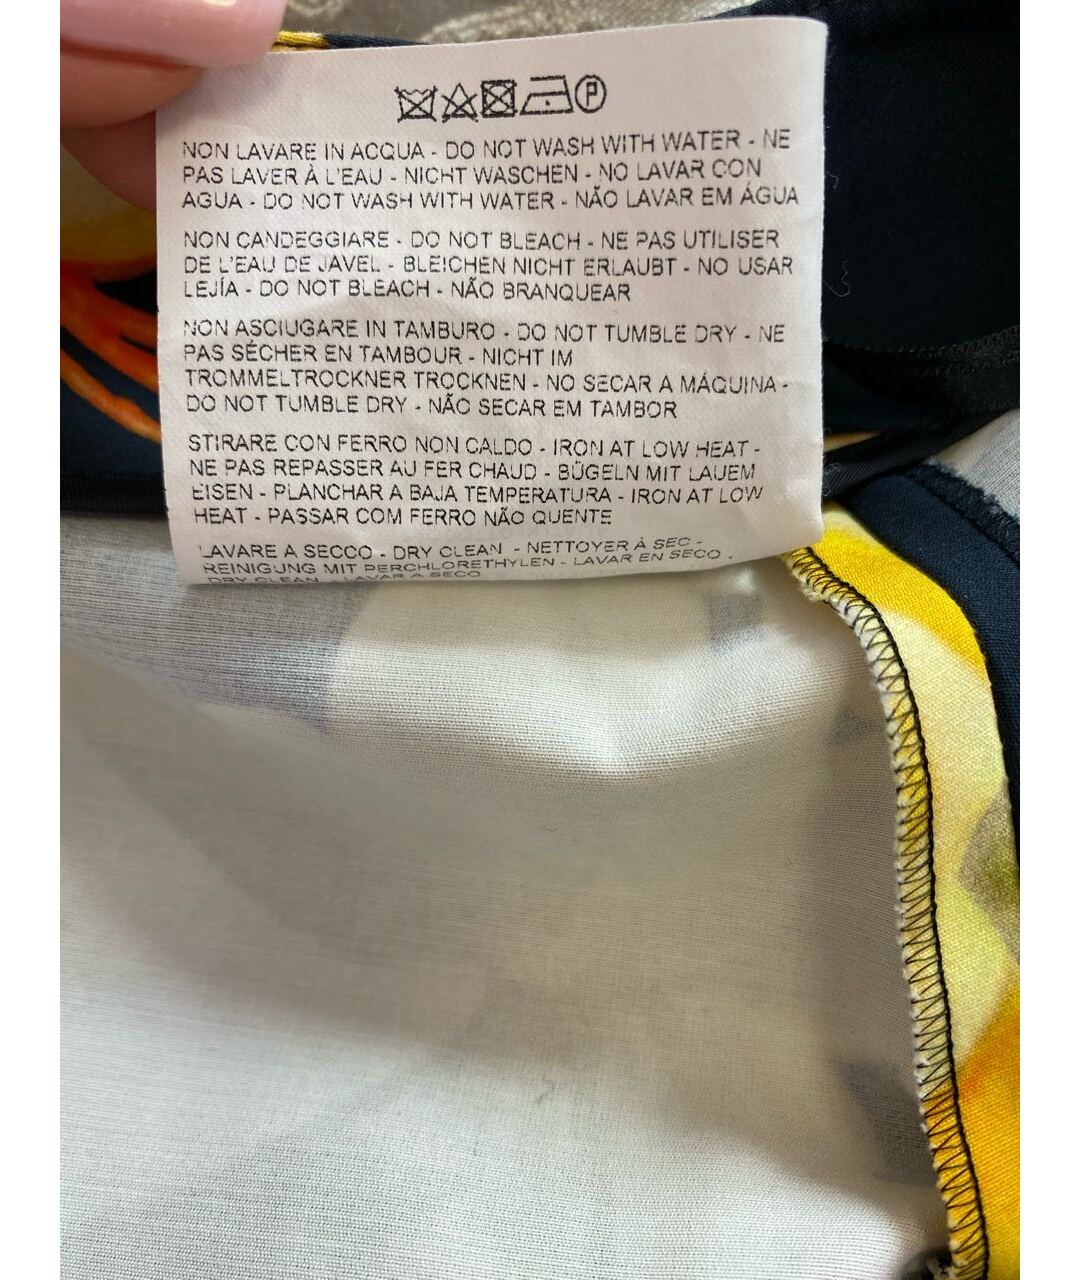 P
NON LAVARE IN ACQUA - DO NOT WASH WITH WATER - NE
PAS LAVER À L'EAU - NICHT WASCHEN - NO LAVAR CON
AGUA - DO NOT WASH WITH WATER - NÃO LAVAR EM ÁGUA
NON CANDEGGIARE - DO NOT BLEACH - NE PAS UTILISER
DE L'EAU DE JAVEL - BLEICHEN NICHT ERLAUBT - NO USAR
LEJÍA - DO NOT BLEACH - NÃO BRANQUEAR
NON ASCIUGARE IN TAMBURO - DO NOT TUMBLE DRY - NE
PAS SÉCHER EN TAMBOUR - NICHT IM
TROMMELTROCKNER TROCKNEN - NO SECAR A MÁQUINA -
DO NOT TUMBLE DRY - NÃO SECAR EM TAMBOR
STIRARE CON FERRO NON CALDO - IRON AT LOW HEAT -
NE PAS REPASSER AU FER CHAUD - BÜGELN MIT LAUEM
EISEN - PLANCHAR A BAJA TEMPERATURA - IRON AT LOW
HEAT - PASSAR COM FERRO NÃO QUENTE
LAVARE A SECCO - DRY CLEAN - NETTOYER À SEC -
REINIGUNG MIT PERCHLORETHYLEN - LAVAR EN SECO -
DRY CLEAN - LAVAR A SECO